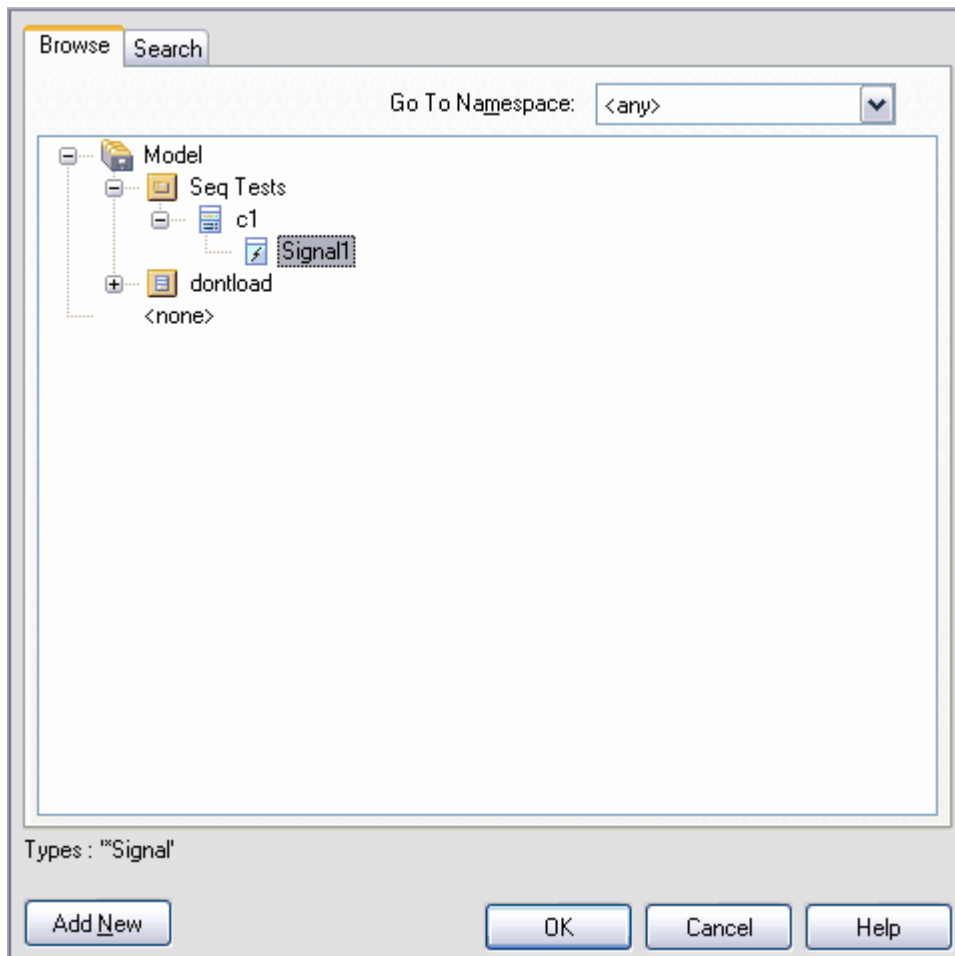 Browse
Search
Go To Namespace: <any>
Model
Seq Tests
c1
Signal1
dontload
<none>
Types : '"Signal'
Add New
OK
Cancel
Help